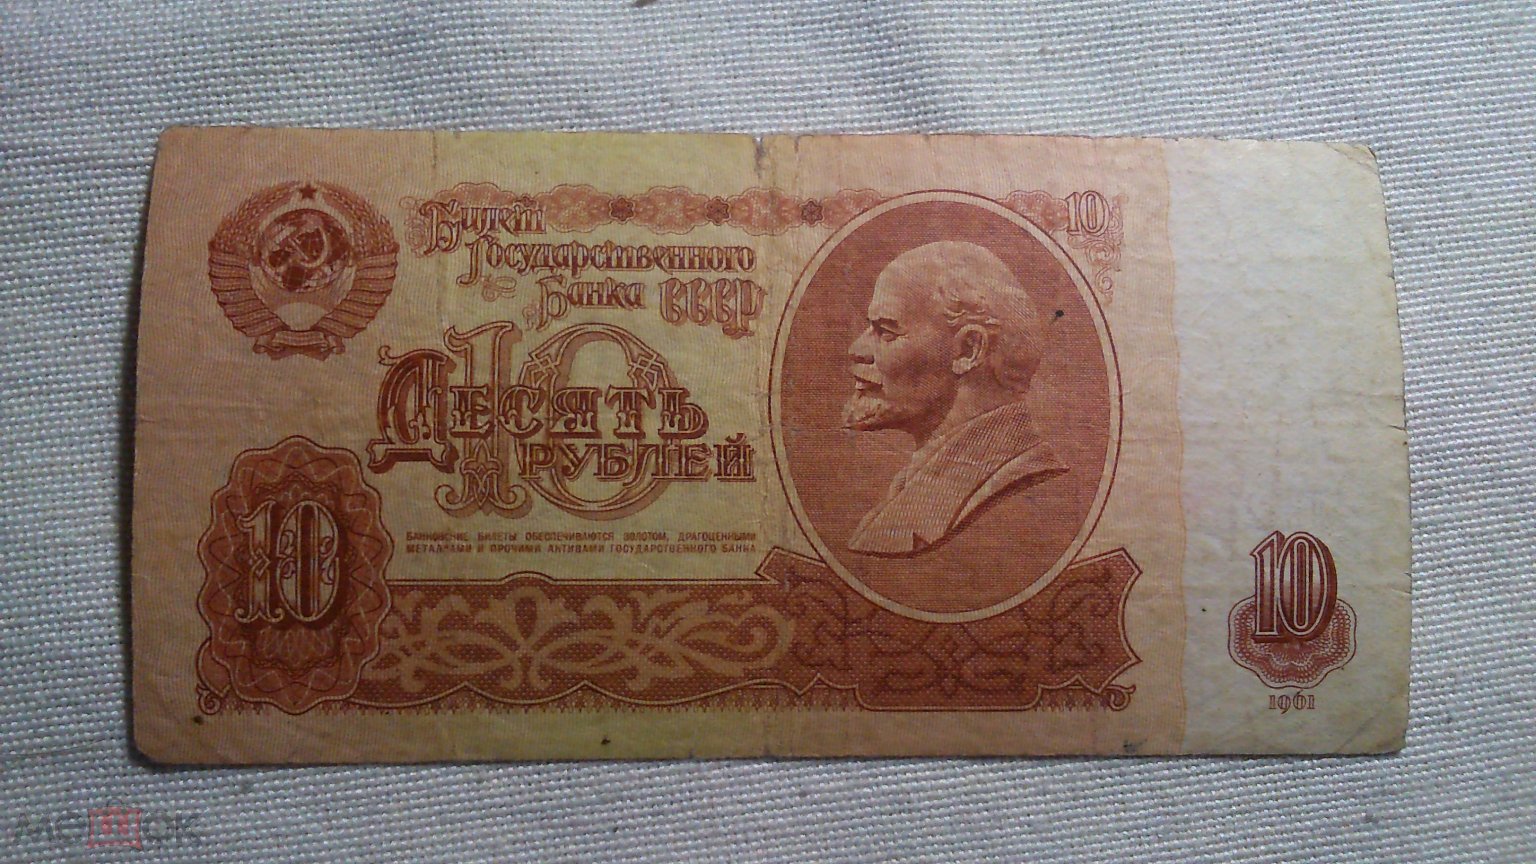 Билет
Государственного
Банка СССР
10
10
Десять
рублей
10
БАНКОВСКИЕ БИЛЕТЫ ОБЕСПЕЧИВАЮТСЯ ЗОЛОТОМ, ДРАГОЦЕННЫМИ
МЕТАЛЛАМИ И ПРОЧИМИ АКТИВАМИ ГОСУДАРСТВЕННОГО БАНКА
10
1961